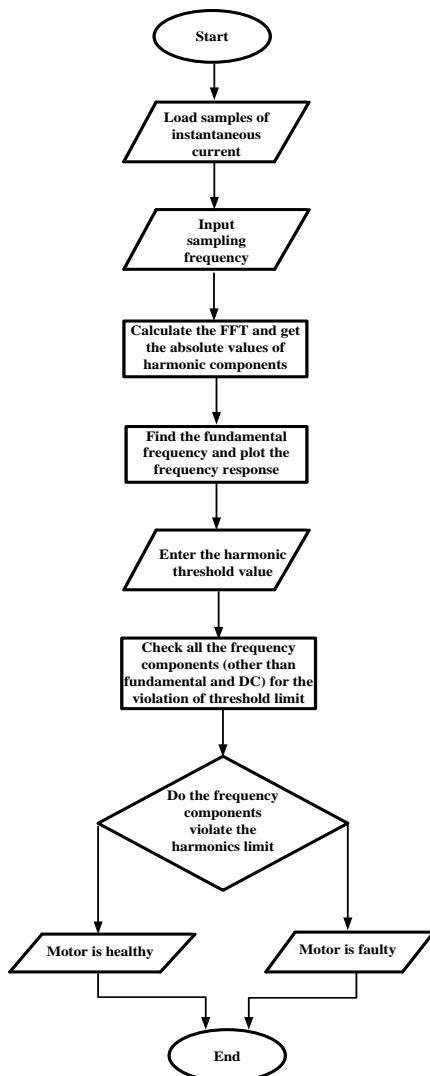 Start
Load samples of
instantaneous
current
Input
sampling
frequency
Calculate the FFT and get
the absolute values of
harmonic components
Find the fundamental
frequency and plot the
frequency response
Enter the harmonic
threshold value
Check all the frequency
components (other than
fundamental and DC) for the
violation of threshold limit
Do the frequency
components
violate the
harmonics limit
Motor is healthy
Motor is faulty
End